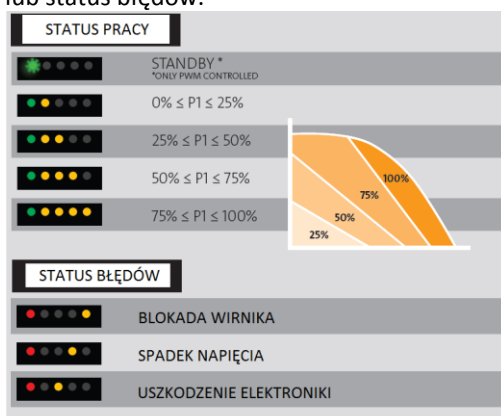 lub status błędów.
STATUS PRACY
STANDBY *
*ONLY PWM CONTROLLED
0% ≤ P1 ≤ 25%
25% ≤ P1 ≤ 50%
50% ≤ P1 ≤ 75%
75% ≤ P1 ≤ 100%
100%
75%
50%
25%
STATUS BŁĘDÓW
BLOKADA WIRNIKA
SPADEK NAPIĘCIA
USZKODZENIE ELEKTRONIKI